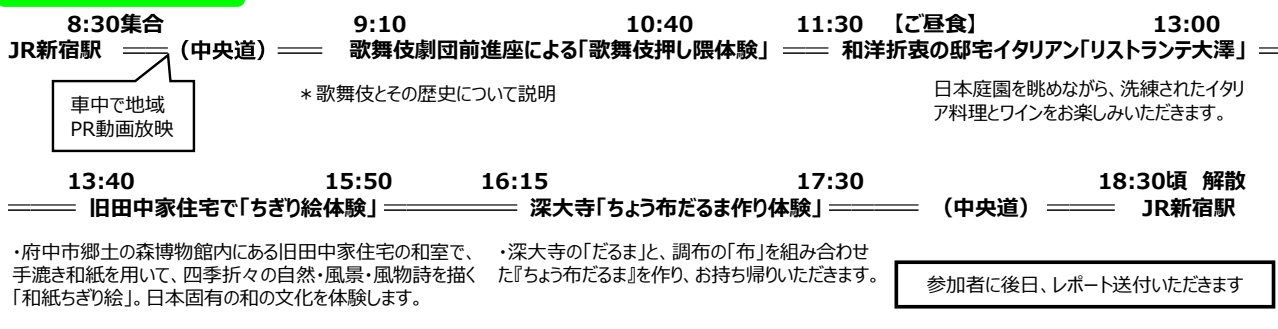 8:30集合 9:10 10:40 11:30 【ご昼食】 13:00
JR新宿駅 ═══ (中央道) ═══ 歌舞伎劇団前進座による「歌舞伎押し隈体験」 ═══ 和洋折衷の邸宅イタリアン「リストランテ大澤」 ═
車中で地域
PR動画放映
＊歌舞伎とその歴史について説明
日本庭園を眺めながら、洗練されたイタリ
ア料理とワインをお楽しみいただきます。
13:40 15:50 16:15 17:30 18:30頃 解散
═════ 旧田中家住宅で「ちぎり絵体験」 ═════ 深大寺「ちょう布だるま作り体験」 ═════ (中央道) ════ JR新宿駅
・府中市郷土の森博物館内にある旧田中家住宅の和室で、
手漉き和紙を用いて、四季折々の自然・風景・風物詩を描く
「和紙ちぎり絵」。日本固有の和の文化を体験します。
・深大寺の「だるま」と、調布の「布」を組み合わせ
た『ちょう布だるま』を作り、お持ち帰りいただきます。
参加者に後日、レポート送付いただきます